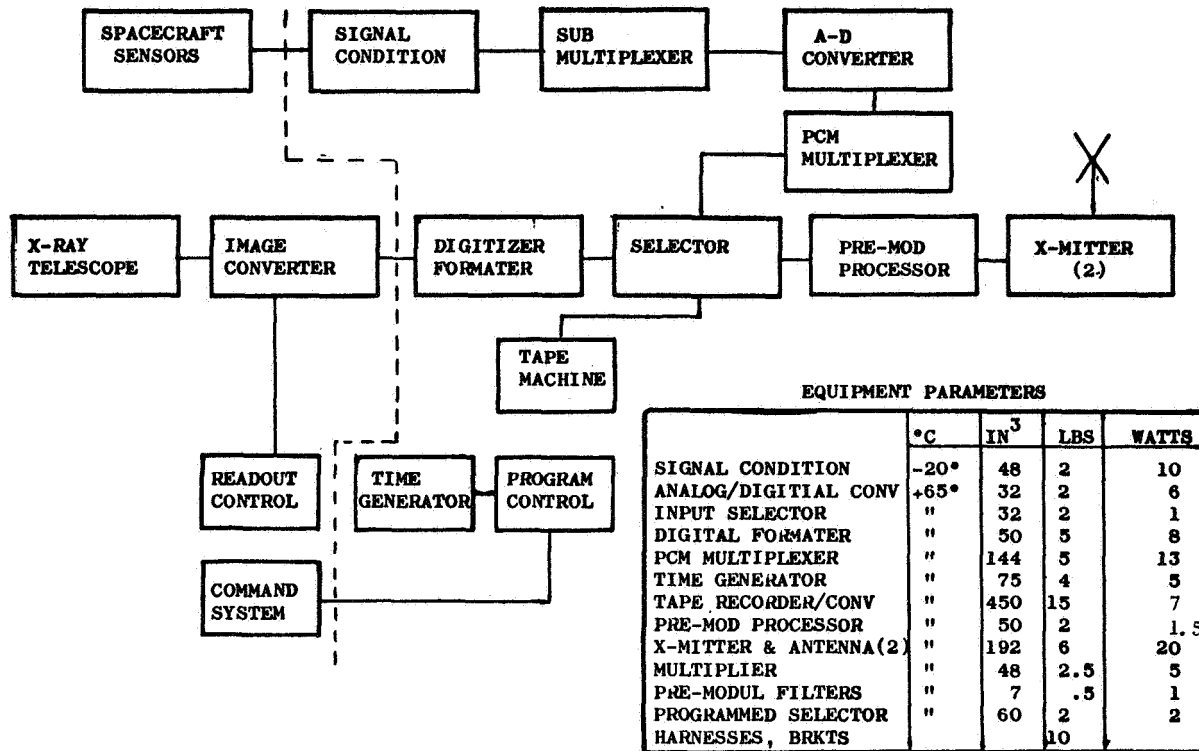 SPACECRAFT
SENSORS
SIGNAL
CONDITION
SUB
MULTIPLEXER
A-D
CONVERTER
PCM
MULTIPLEXER
X-RAY
TELESCOPE
IMAGE
CONVERTER
DIGITIZER
FORMATER
SELECTOR
PRE-MOD
PROCESSOR
X-MITTER
(2)
TAPE
MACHINE
READOUT
CONTROL
TIME
GENERATOR
PROGRAM
CONTROL
COMMAND
SYSTEM
EQUIPMENT PARAMETERS
°C IN3 LBS WATTS
SIGNAL CONDITION -20° 48 2 10
ANALOG/DIGITIAL CONV +65° 32 2 6
INPUT SELECTOR " 32 2 1
DIGITAL FORMATER " 50 5 8
PCM MULTIPLEXER " 144 5 13
TIME GENERATOR " 75 4 5
TAPE RECORDER/CONV " 450 15 7
PRE-MOD PROCESSOR " 50 2 1.5
X-MITTER & ANTENNA(2) " 192 6 20
MULTIPLIER " 48 2.5 5
PRE-MODUL FILTERS " 7 .5 1
PROGRAMMED SELECTOR " 60 2 2
HARNESSES, BRKTS 10